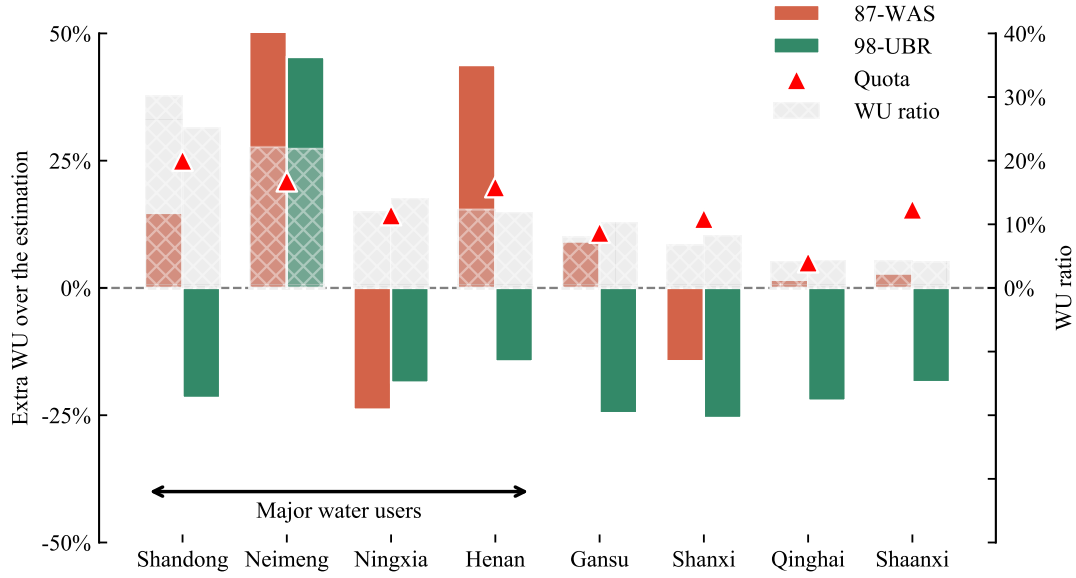 87-WAS
98-UBR
Quota
WU ratio
50%
25%
0%
-25%
-50%
Extra WU over the estimation
40%
30%
20%
10%
0%
WU ratio
Major water users
Shandong
Neimeng
Ningxia
Henan
Gansu
Shanxi
Qinghai
Shaanxi